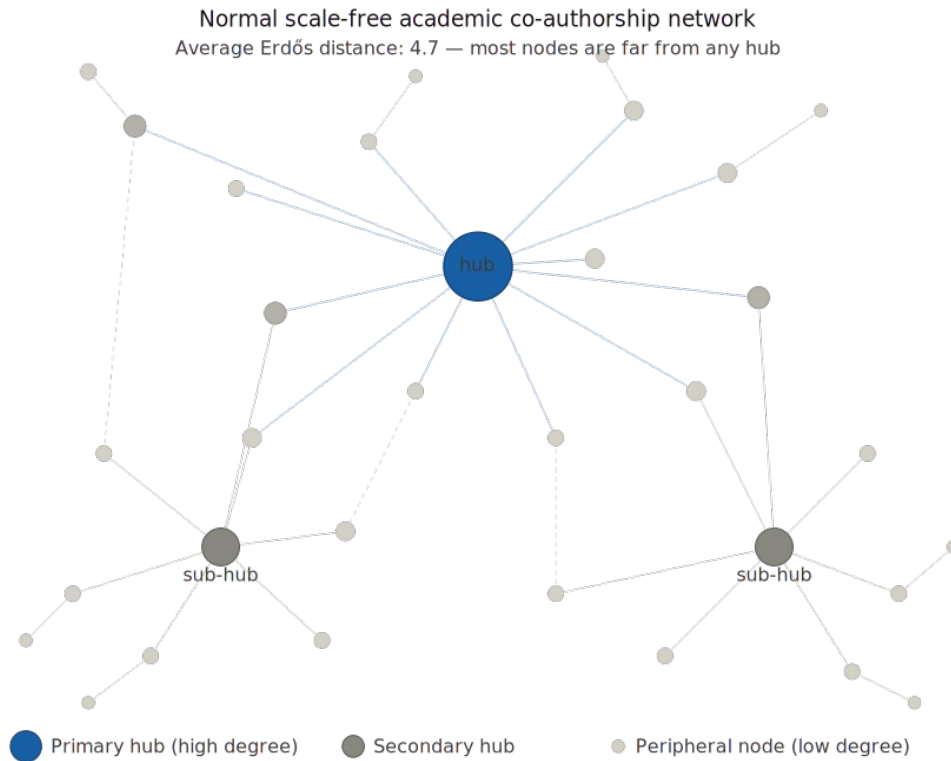 Normal scale-free academic co-authorship network
Average Erdős distance: 4.7 — most nodes are far from any hub
hub
sub-hub
sub-hub
Primary hub (high degree)
Secondary hub
Peripheral node (low degree)